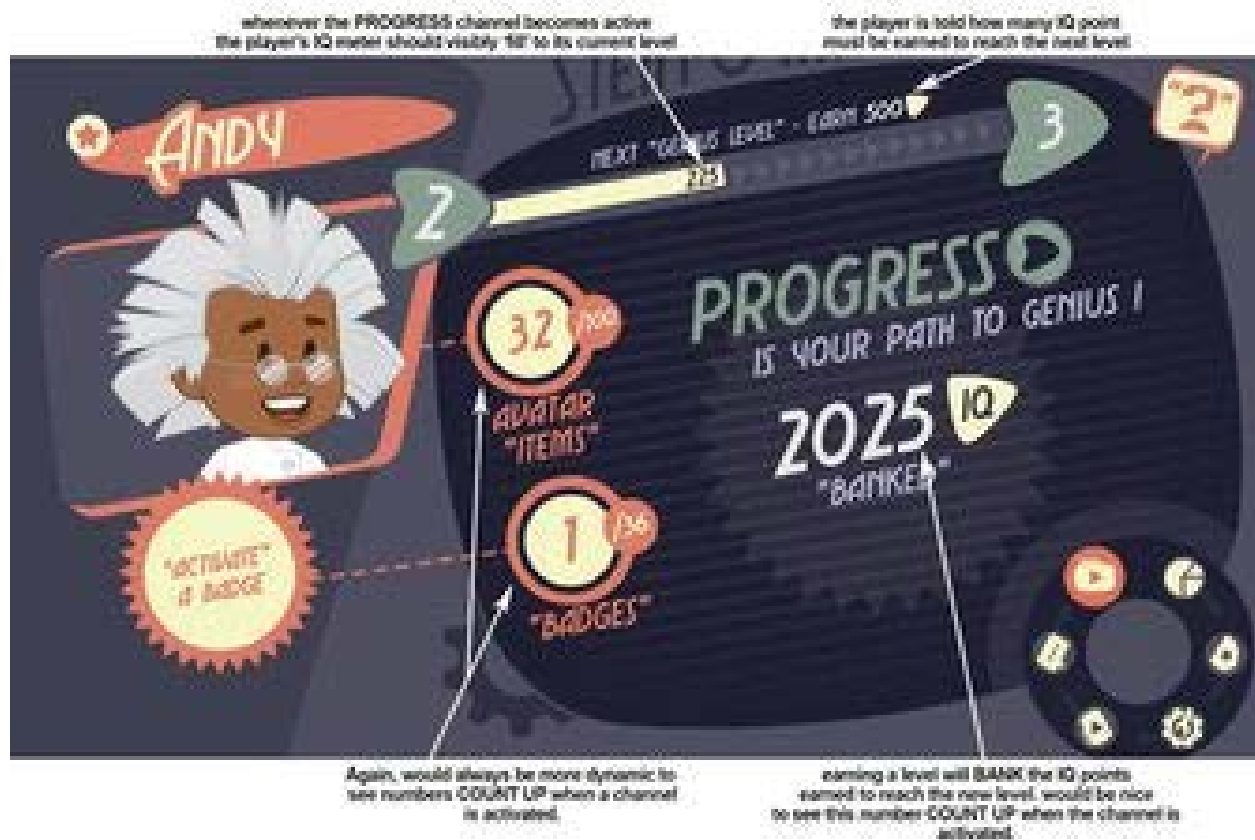 whenever the PROGRESS channel becomes active
the player's IQ meter should visibly 'fill' to its current level
the player is told how many IQ point
must be earned to reach the next level
ANDY
"?"
NEXT "GENIUS LEVEL" - EARN 500
3
2
PROGRESS
IS YOUR PATH TO GENIUS !
32
/100
AVATAR
"ITEMS"
2025 IQ
"BANKED"
"ACTIVATE"
A BADGE
1
/36
"BADGES"
Again, would always be more dynamic to
see numbers COUNT UP when a channel
is activated.
earning a level will BANK the IQ points
earned to reach the new level. would be nice
to see this number COUNT UP when the channel is
activated.